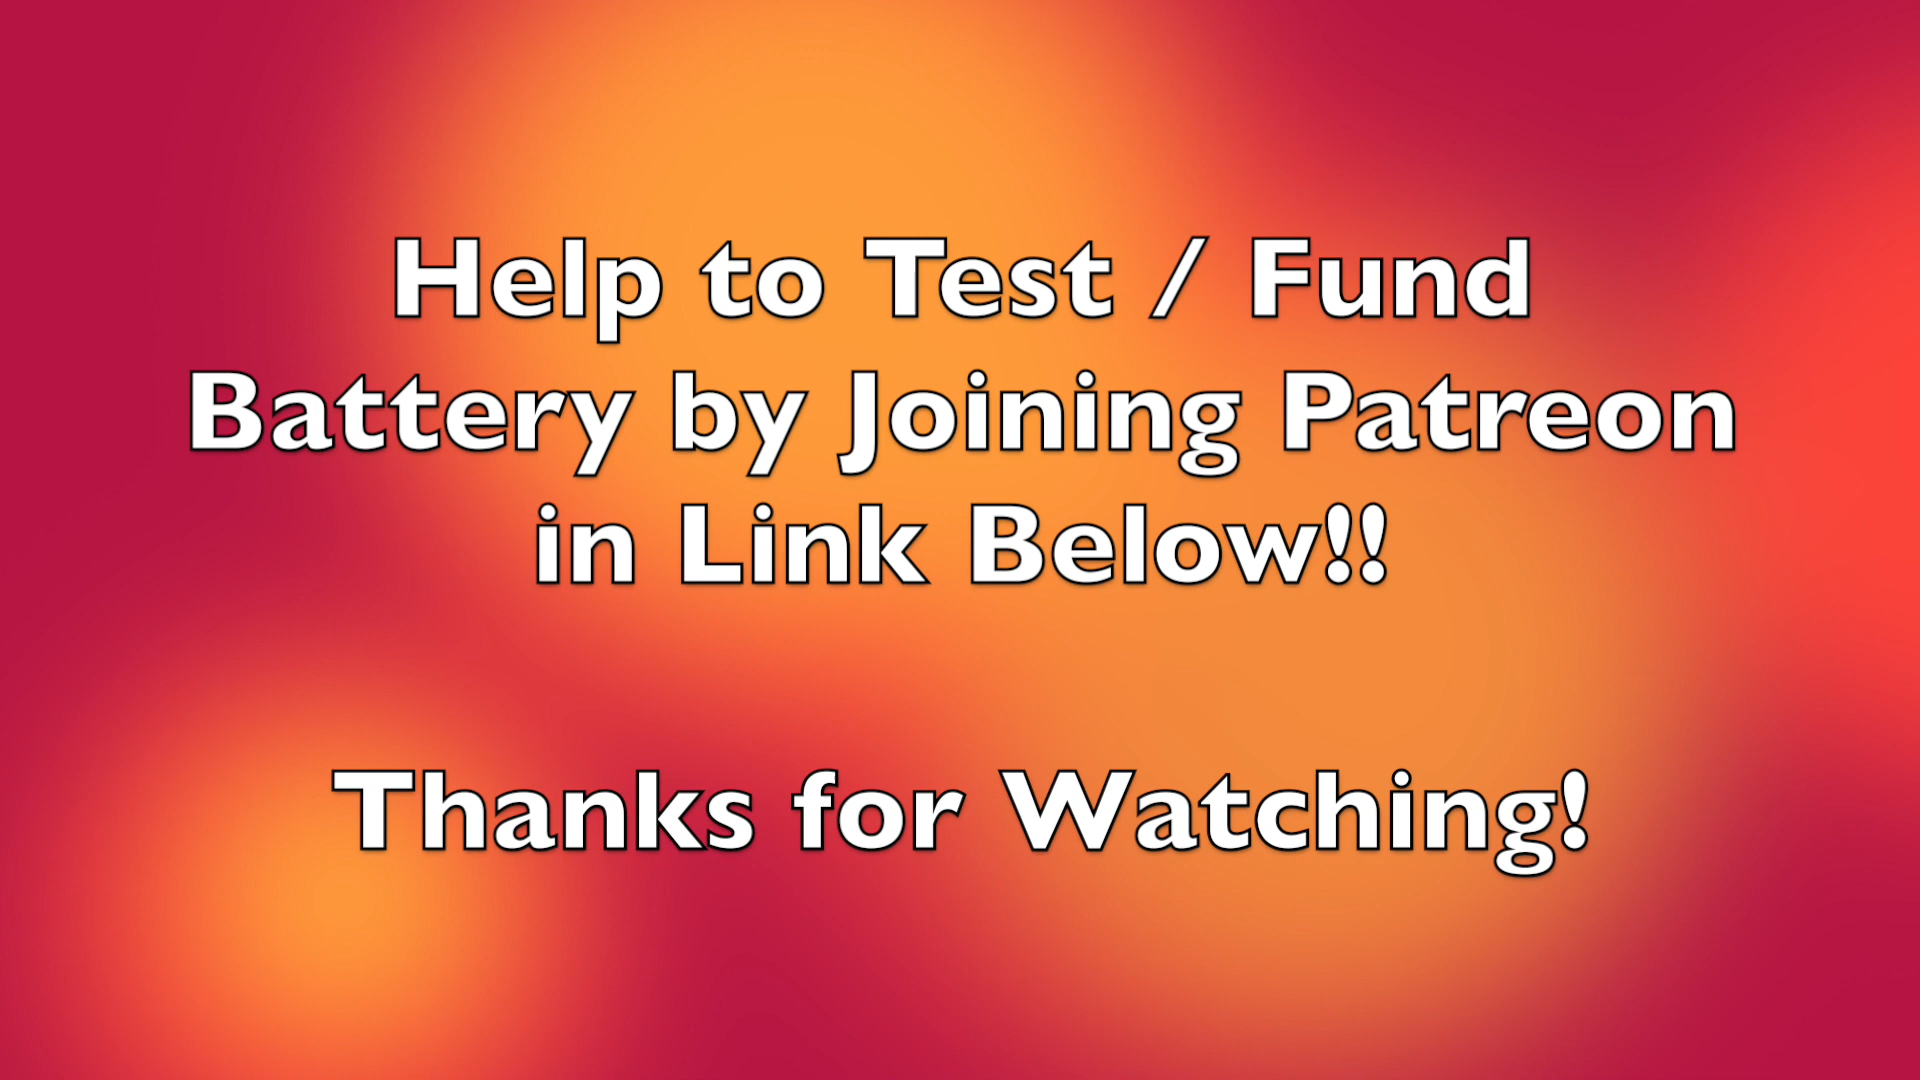 Help to Test / Fund
Battery by Joining Patreon
in Link Below!!
Thanks for Watching!